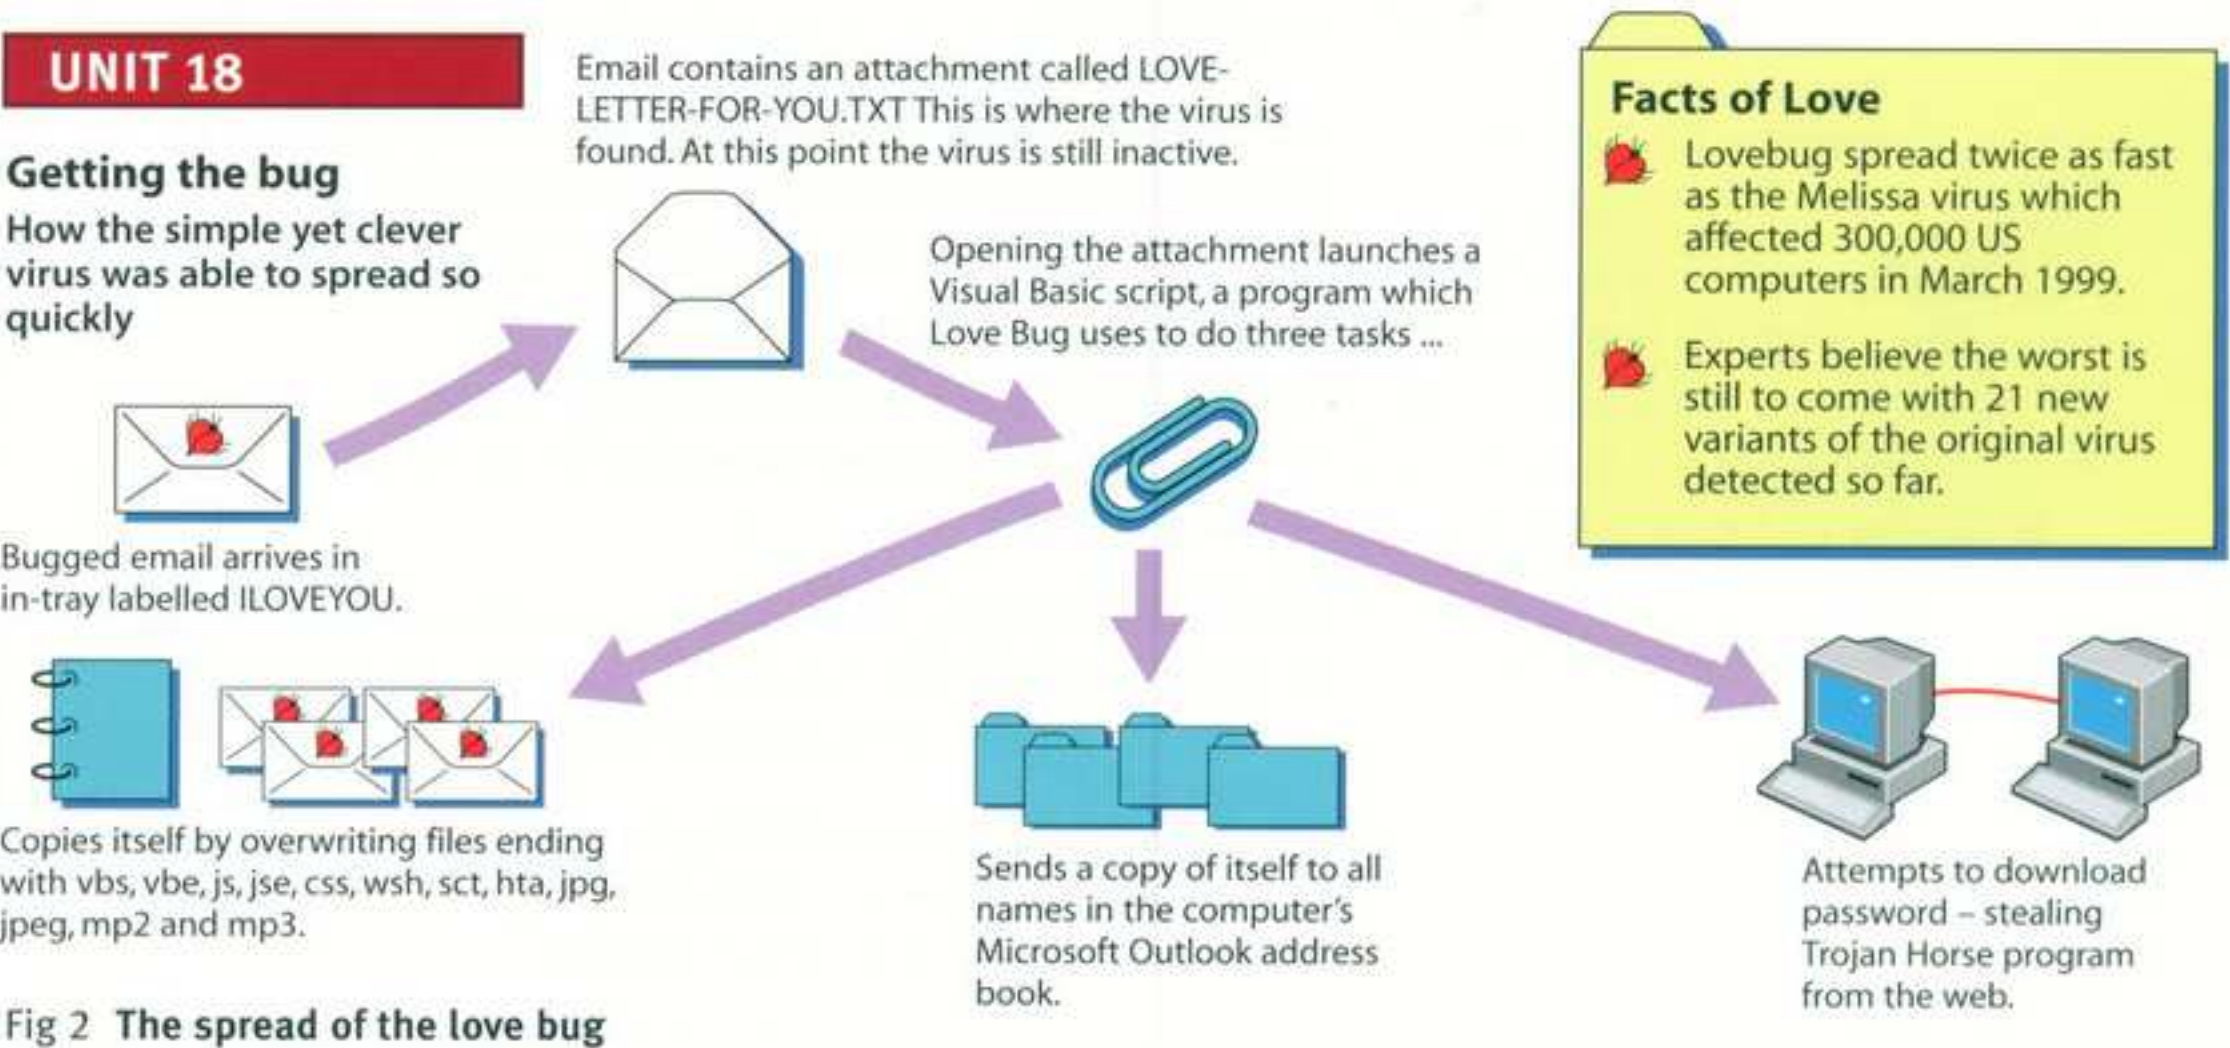 UNIT 18
Getting the bug
How the simple yet clever
virus was able to spread so
quickly
Bugged email arrives in
in-tray labelled ILOVEYOU.
Email contains an attachment called LOVE-
LETTER-FOR-YOU.TXT This is where the virus is
found. At this point the virus is still inactive.
Opening the attachment launches a
Visual Basic script, a program which
Love Bug uses to do three tasks ...
Copies itself by overwriting files ending
with vbs, vbe, js, jse, css, wsh, sct, hta, jpg,
jpeg, mp2 and mp3.
Sends a copy of itself to all
names in the computer's
Microsoft Outlook address
book.
Attempts to download
password – stealing
Trojan Horse program
from the web.
Facts of Love
Lovebug spread twice as fast
as the Melissa virus which
affected 300,000 US
computers in March 1999.
Experts believe the worst is
still to come with 21 new
variants of the original virus
detected so far.
Fig 2 The spread of the love bug